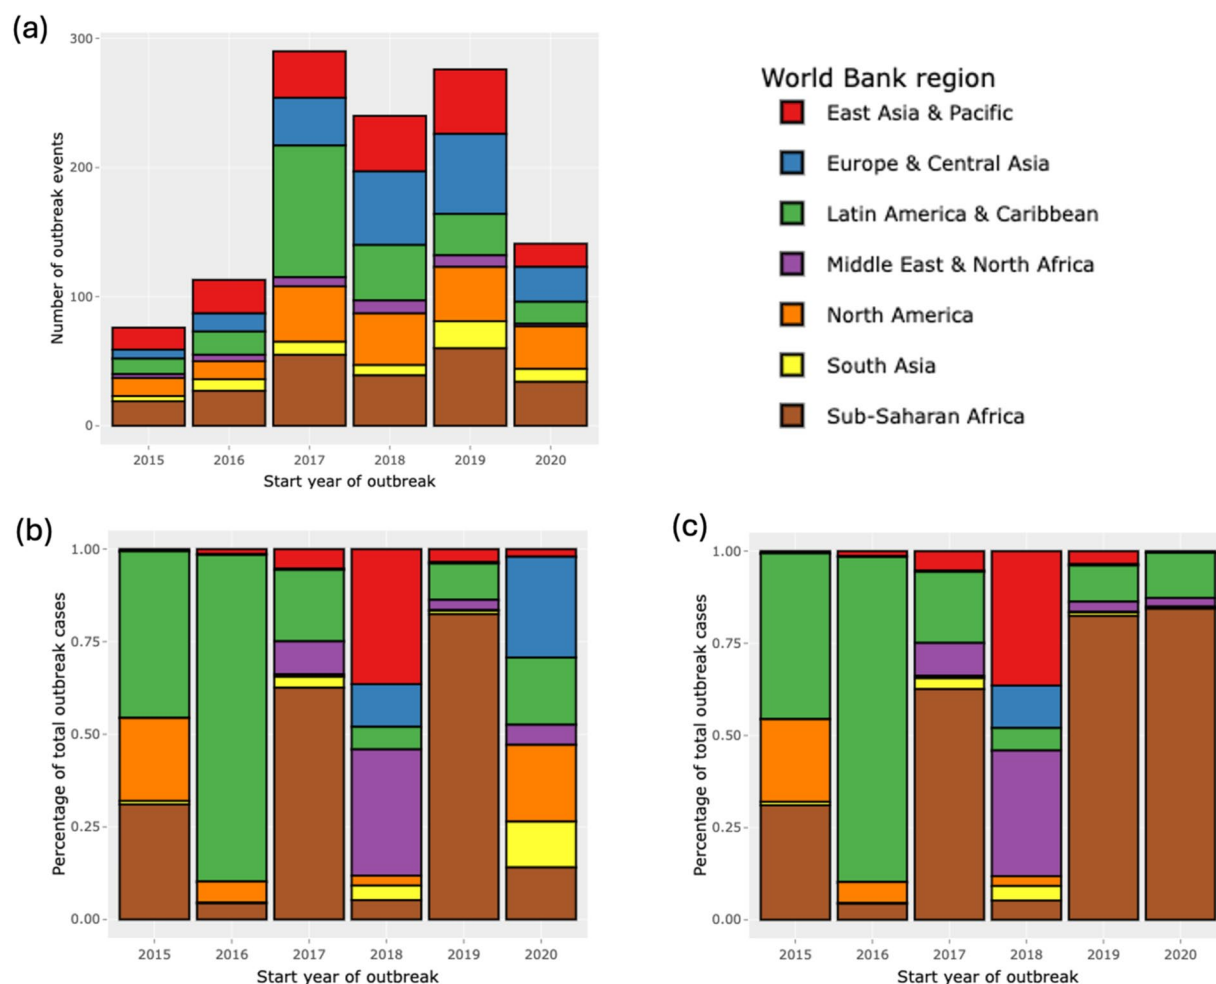 (a)
Number of outbreak events
300
200
100
0
2015 2016 2017 2018 2019 2020
Start year of outbreak
World Bank region
East Asia & Pacific
Europe & Central Asia
Latin America & Caribbean
Middle East & North Africa
North America
South Asia
Sub-Saharan Africa
(b)
Percentage of total outbreak cases
1.00
0.75
0.50
0.25
0.00
2015 2016 2017 2018 2019 2020
Start year of outbreak
(c)
Percentage of total outbreak cases
1.00
0.75
0.50
0.25
0.00
2015 2016 2017 2018 2019 2020
Start year of outbreak